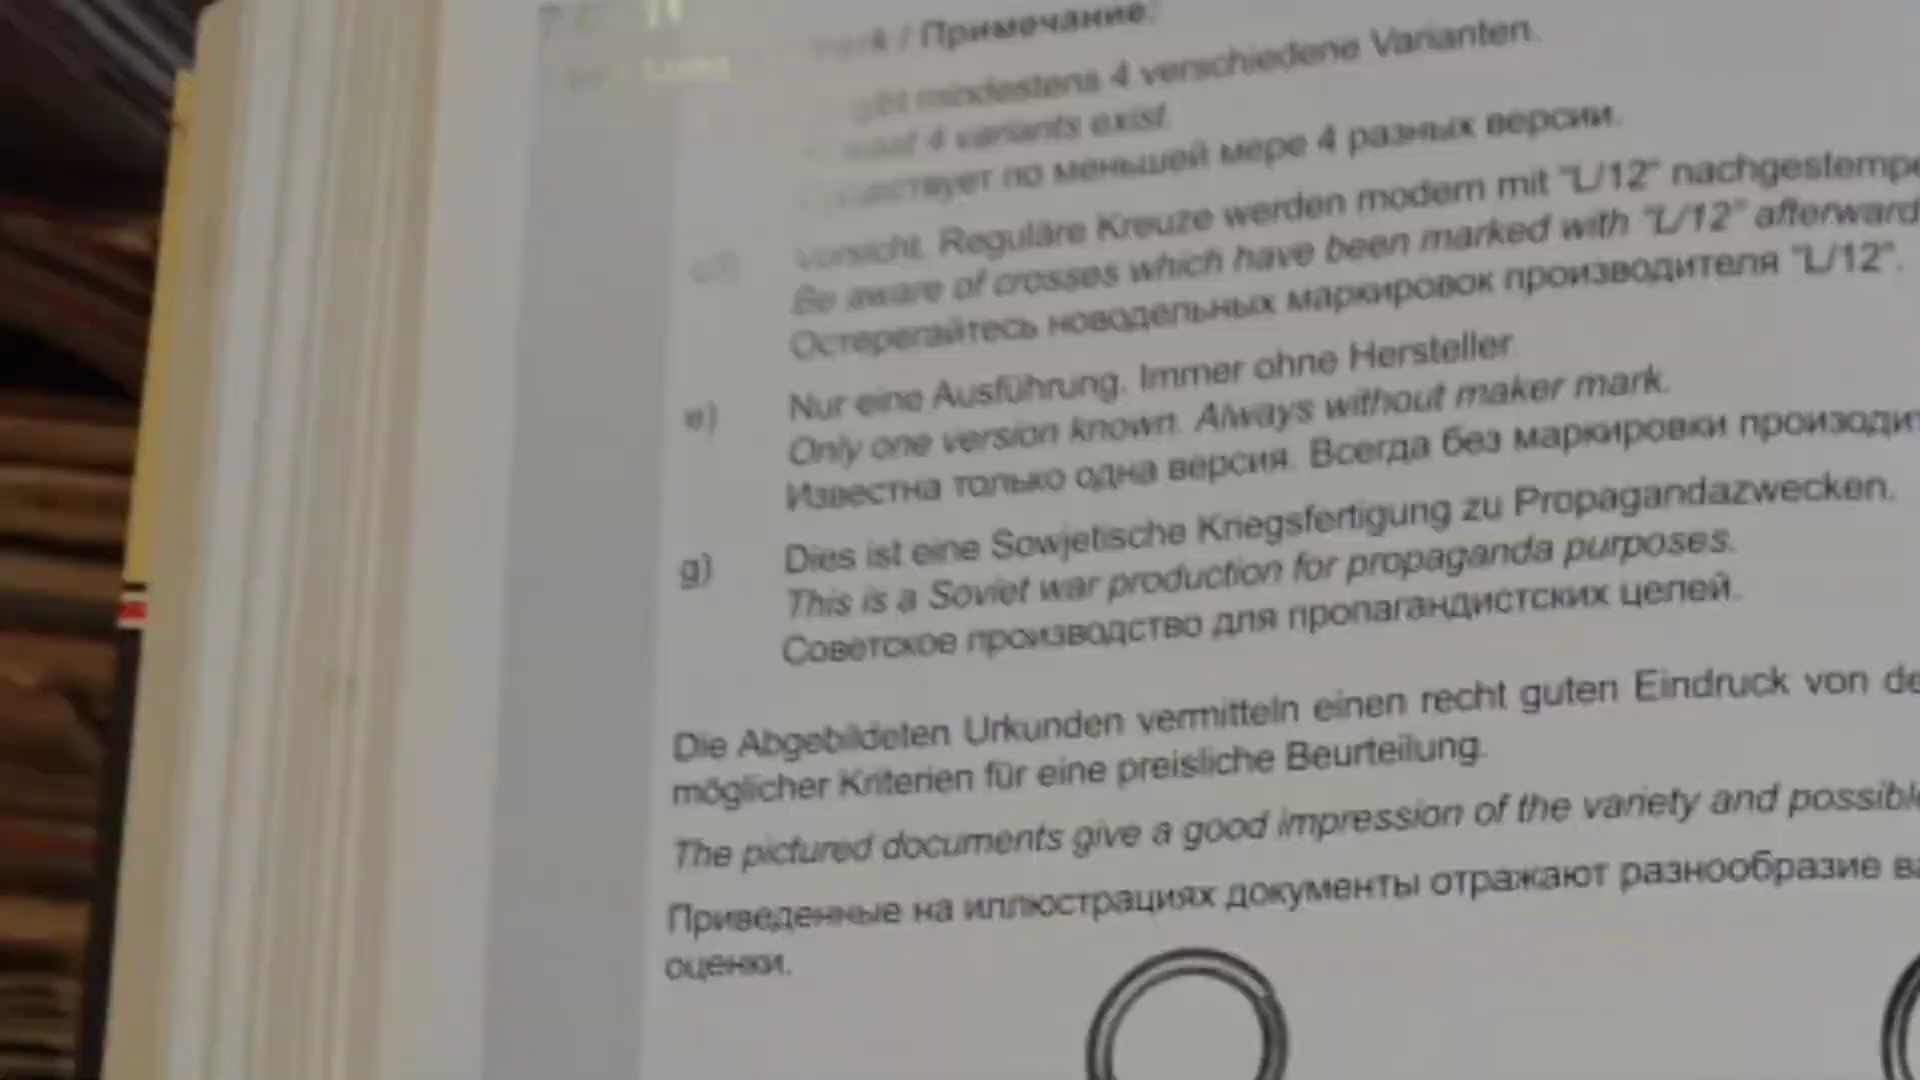 / Примечание:
mindestens 4 verschiedene Varianten.
4 variants exist.
по меньшей мере 4 разных версии.
Vorsicht. Reguläre Kreuze werden modern mit "L/12" nachgestempe
Be aware of crosses which have been marked with "L/12" afterward
Остерегайтесь новодельных маркировок производителя "L/12".
e) Nur eine Ausführung. Immer ohne Hersteller.
Only one version known. Always without maker mark.
Известна только одна версия. Всегда без маркировки произодит
g) Dies ist eine Sowjetische Kriegsfertigung zu Propagandazwecken.
This is a Soviet war production for propaganda purposes.
Советское производство для пропагандистских целей.
Die Abgebildeten Urkunden vermitteln einen recht guten Eindruck von de
möglicher Kriterien für eine preisliche Beurteilung.
The pictured documents give a good impression of the variety and possible
Приведенные на иллюстрациях документы отражают разнообразие ва
оценки.